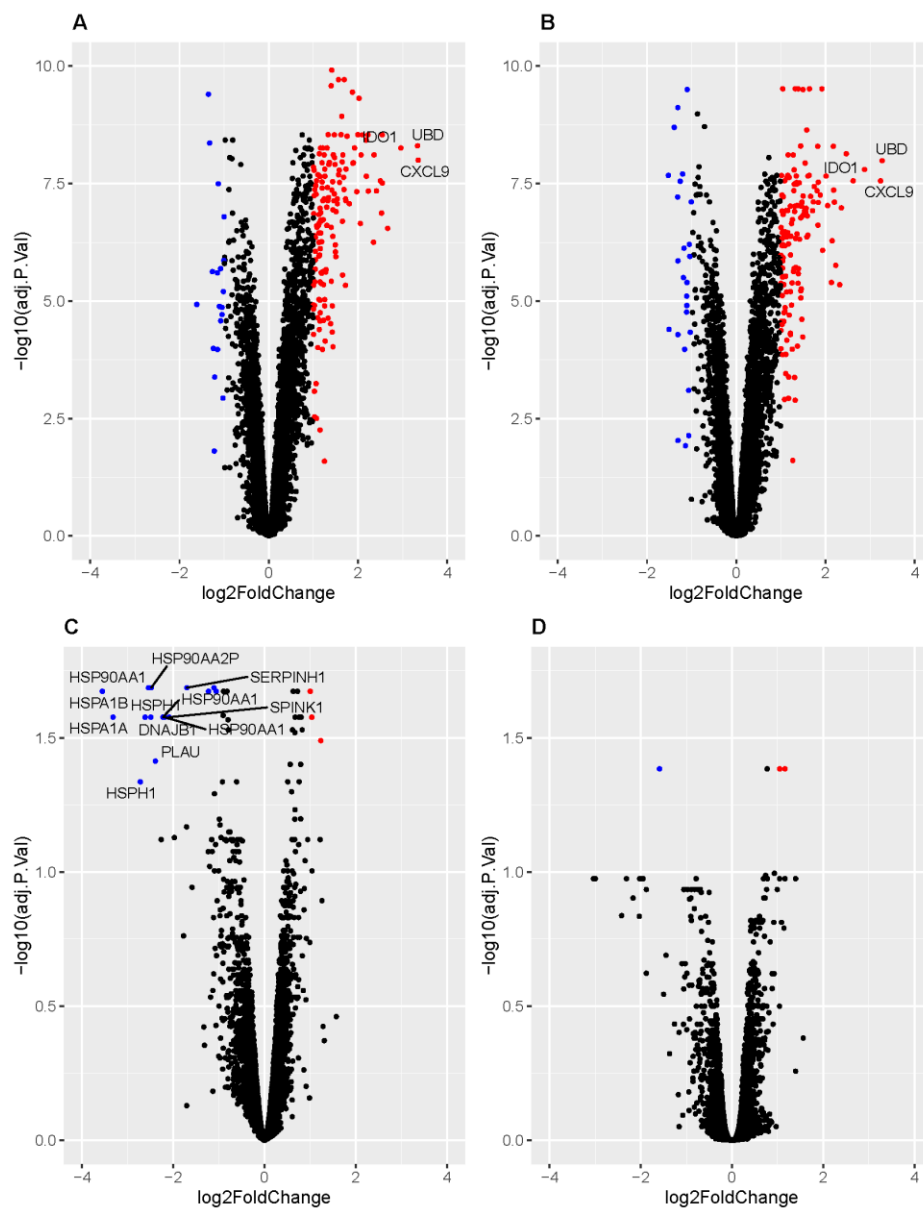 A
B
10.0
7.5
5.0
2.5
0.0
−log10(adj.P.Val)
IDO1
UBD
CXCL9
−4
−2
0
2
4
log2FoldChange
10.0
7.5
5.0
2.5
0.0
−log10(adj.P.Val)
UBD
IDO1
CXCL9
−4
−2
0
2
4
log2FoldChange
C
D
1.5
1.0
0.5
0.0
−log10(adj.P.Val)
HSP90AA2P
HSP90AA1
SERPINH1
HSPA1B
HSPH1
HSP90AA1
SPINK1
HSPA1A
DNAJB1
HSP90AA1
PLAU
HSPH1
−4
−2
0
2
4
log2FoldChange
1.5
1.0
0.5
0.0
−log10(adj.P.Val)
−4
−2
0
2
4
log2FoldChange